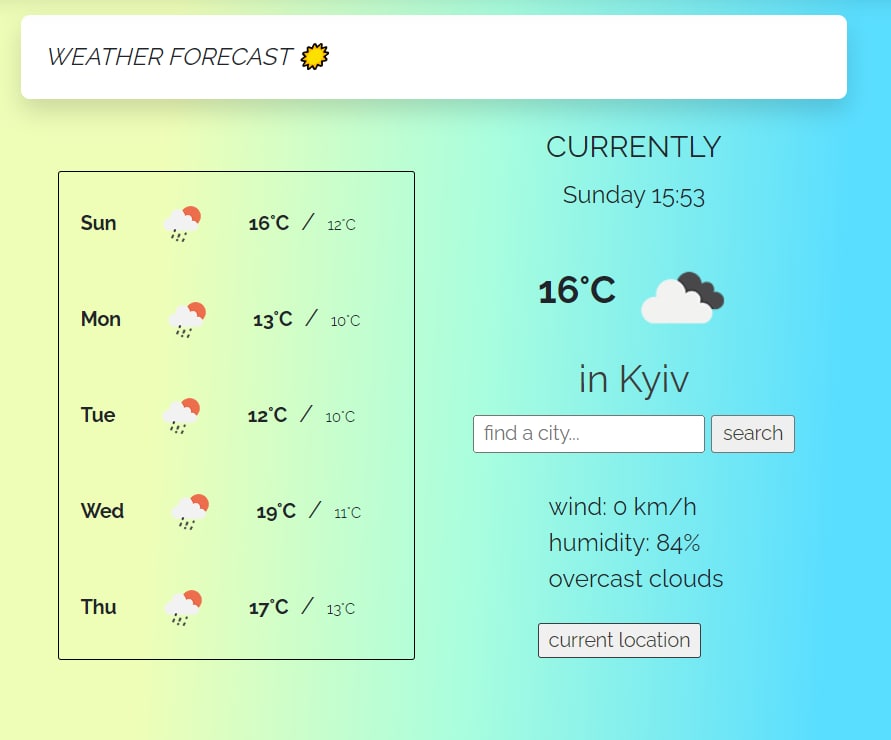 WEATHER FORECAST
CURRENTLY
Sunday 15:53
Sun 16°C / 12°C
Mon 13°C / 10°C
Tue 12°C / 10°C
Wed 19°C / 11°C
Thu 17°C / 13°C
16°C
in Kyiv
find a city... search
wind: 0 km/h
humidity: 84%
overcast clouds
current location